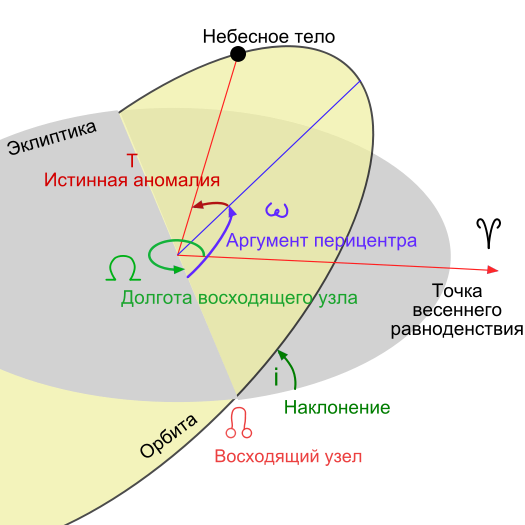 Небесное тело
Эклиптика
T
Истинная аномалия
ω
♈
Аргумент перицентра
Ω
Точка
весеннего
равноденствия
Долгота восходящего узла
i
Наклонение
☊
Орбита
Восходящий узел